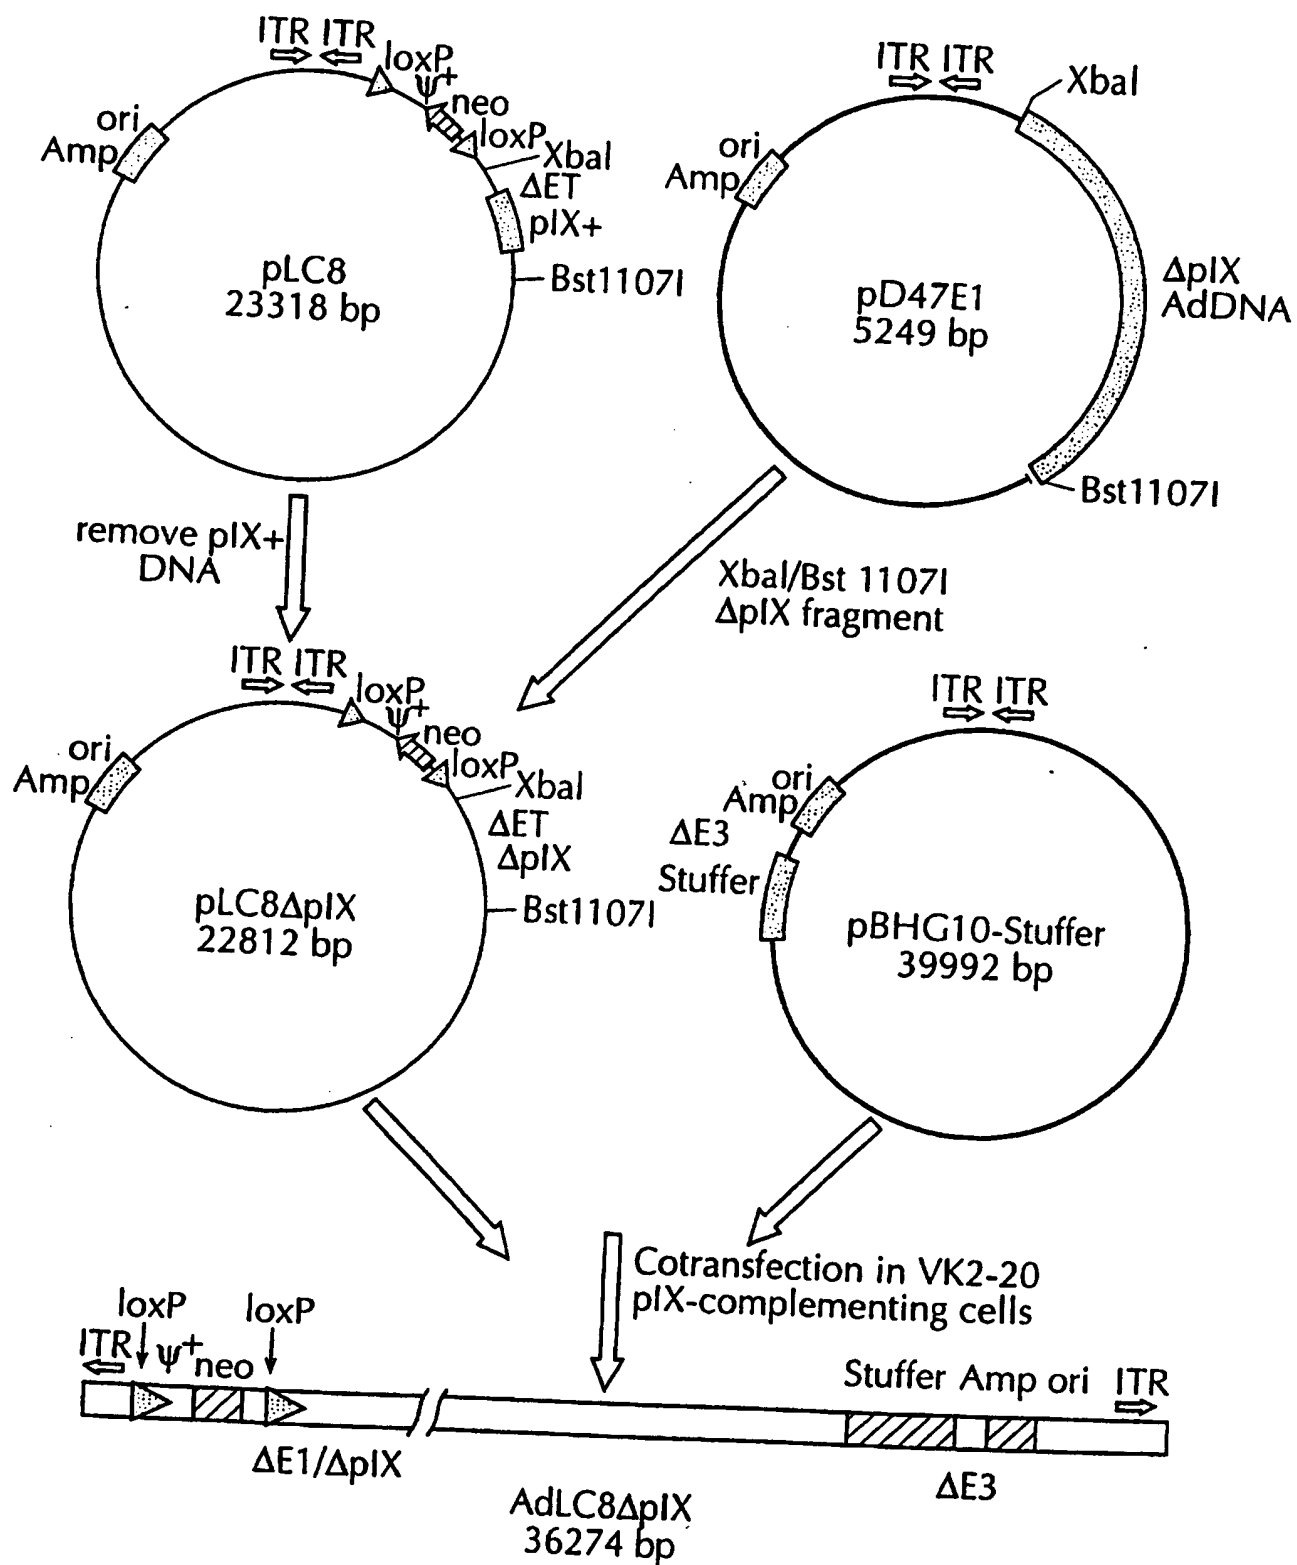 ITR ITR
loxP
ψ+
neo
loxP
XbaI
ΔET
pIX+
Bst1107I
ori
Amp
pLC8
23318 bp
ITR ITR
XbaI
ori
Amp
pD47E1
5249 bp
ΔpIX
AdDNA
Bst1107I
remove pIX+
DNA
XbaI/Bst 1107I
ΔpIX fragment
ITR ITR
loxP
ψ+
neo
loxP
XbaI
ΔET
ΔpIX
Bst1107I
ori
Amp
pLC8ΔpIX
22812 bp
ITR ITR
ori
Amp
ΔE3
Stuffer
pBHG10-Stuffer
39992 bp
Cotransfection in VK2-20
pIX-complementing cells
loxP loxP
ITR ψ+ neo
Stuffer Amp ori ITR
ΔE1/ΔpIX
ΔE3
AdLC8ΔpIX
36274 bp